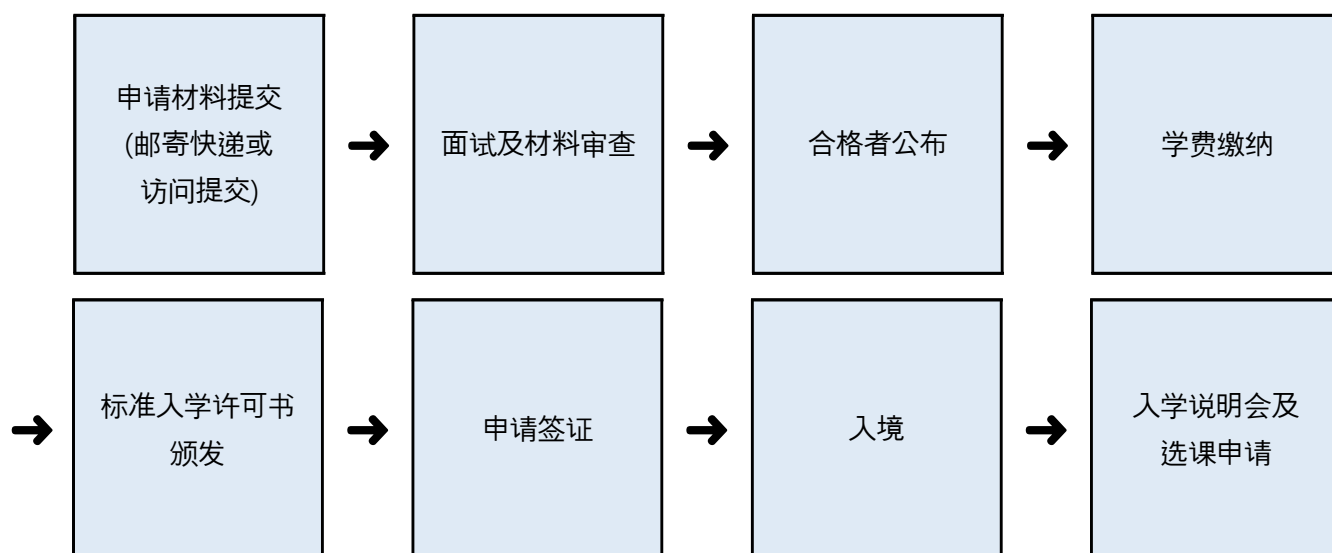 申请材料提交
(邮寄快递或
访问提交)
面试及材料审查
合格者公布
学费缴纳
标准入学许可书
颁发
申请签证
入境
入学说明会及
选课申请